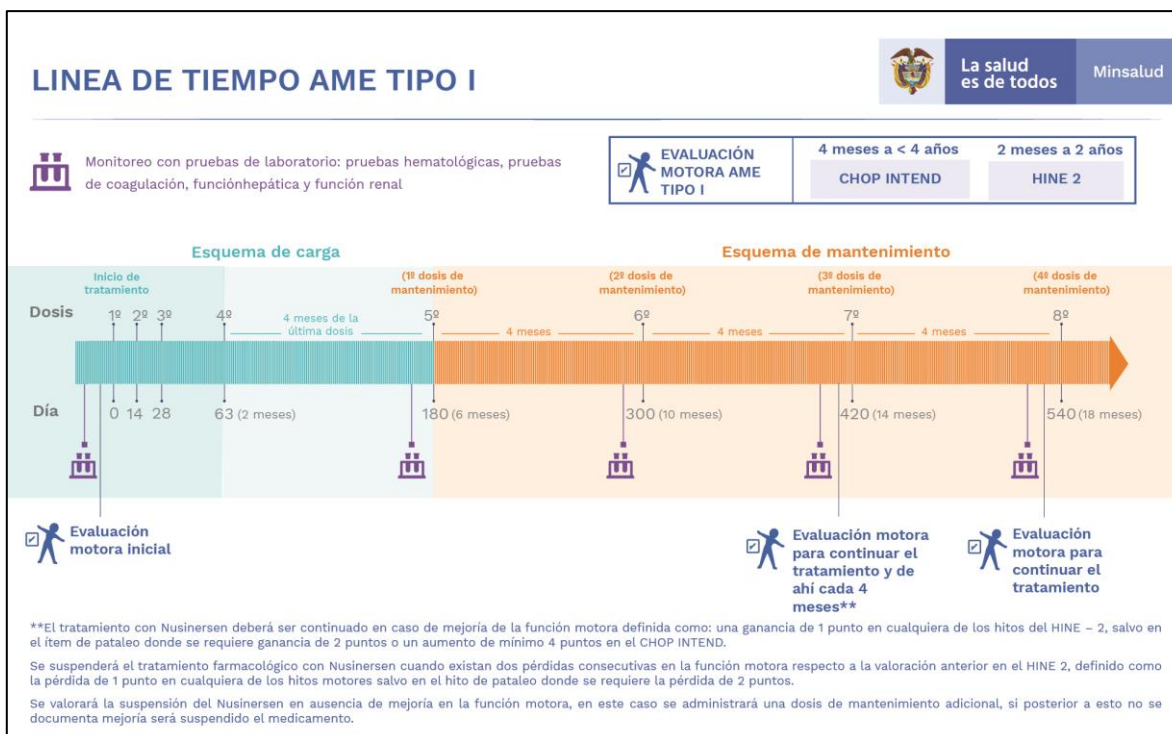 LINEA DE TIEMPO AME TIPO I
La salud
es de todos
Minsalud
Monitoreo con pruebas de laboratorio: pruebas hematológicas, pruebas
de coagulación, funciónhepática y función renal
EVALUACIÓN
MOTORA AME
TIPO I
4 meses a < 4 años
2 meses a 2 años
CHOP INTEND
HINE 2
Esquema de carga
Esquema de mantenimiento
Inicio de
tratamiento
(1º dosis de
mantenimiento)
(2º dosis de
mantenimiento)
(3º dosis de
mantenimiento)
(4º dosis de
mantenimiento)
Dosis
1º 2º 3º 4º
4 meses de la
última dosis
5º
4 meses
6º
4 meses
7º
4 meses
8º
Día
0 14 28 63 (2 meses) 180 (6 meses) 300 (10 meses) 420 (14 meses) 540 (18 meses)
Evaluación
motora inicial
Evaluación motora
para continuar el
tratamiento y de
ahí cada 4
meses**
Evaluación
motora para
continuar el
tratamiento
**El tratamiento con Nusinersen deberá ser continuado en caso de mejoría de la función motora definida como: una ganancia de 1 punto en cualquiera de los hitos del HINE – 2, salvo en
el ítem de pataleo donde se requiere ganancia de 2 puntos o un aumento de mínimo 4 puntos en el CHOP INTEND.
Se suspenderá el tratamiento farmacológico con Nusinersen cuando existan dos pérdidas consecutivas en la función motora respecto a la valoración anterior en el HINE 2, definido como
la pérdida de 1 punto en cualquiera de los hitos motores salvo en el hito de pataleo donde se requiere la pérdida de 2 puntos.
Se valorará la suspensión del Nusinersen en ausencia de mejoría en la función motora, en este caso se administrará una dosis de mantenimiento adicional, si posterior a esto no se
documenta mejoría será suspendido el medicamento.